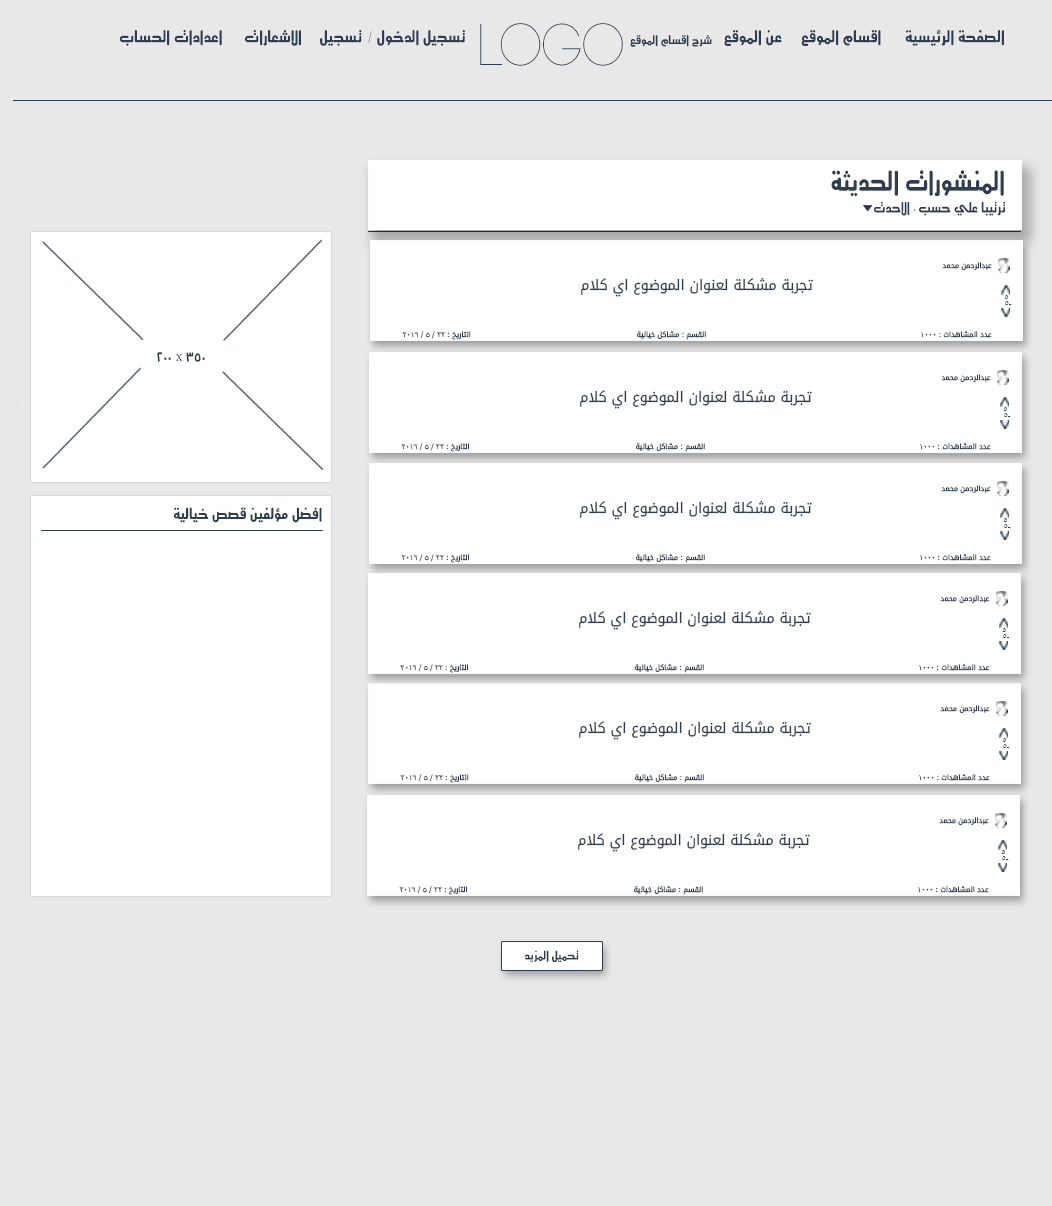 الصفحة الرئيسية اقسام الموقع عن الموقع شرح اقسام الموقع LOGO تسجيل الدخول / تسجيل الاشعارات اعدادات الحساب
المنشورات الحديثة
ترتيبا علي حسب : الاحدث
عبدالرحمن محمد
تجربة مشكلة لعنوان الموضوع اي كلام
عدد المشاهدات : ١٠٠٠ القسم : مشاكل خيالية التاريخ : ٢٢ / ٥ / ٢٠١٦
عبدالرحمن محمد
تجربة مشكلة لعنوان الموضوع اي كلام
عدد المشاهدات : ١٠٠٠ القسم : مشاكل خيالية التاريخ : ٢٢ / ٥ / ٢٠١٦
عبدالرحمن محمد
تجربة مشكلة لعنوان الموضوع اي كلام
عدد المشاهدات : ١٠٠٠ القسم : مشاكل خيالية التاريخ : ٢٢ / ٥ / ٢٠١٦
عبدالرحمن محمد
تجربة مشكلة لعنوان الموضوع اي كلام
عدد المشاهدات : ١٠٠٠ القسم : مشاكل خيالية التاريخ : ٢٢ / ٥ / ٢٠١٦
عبدالرحمن محمد
تجربة مشكلة لعنوان الموضوع اي كلام
عدد المشاهدات : ١٠٠٠ القسم : مشاكل خيالية التاريخ : ٢٢ / ٥ / ٢٠١٦
عبدالرحمن محمد
تجربة مشكلة لعنوان الموضوع اي كلام
عدد المشاهدات : ١٠٠٠ القسم : مشاكل خيالية التاريخ : ٢٢ / ٥ / ٢٠١٦
تحميل المزيد
٣٥٠ x ٢٠٠
افضل مؤلفين قصص خيالية